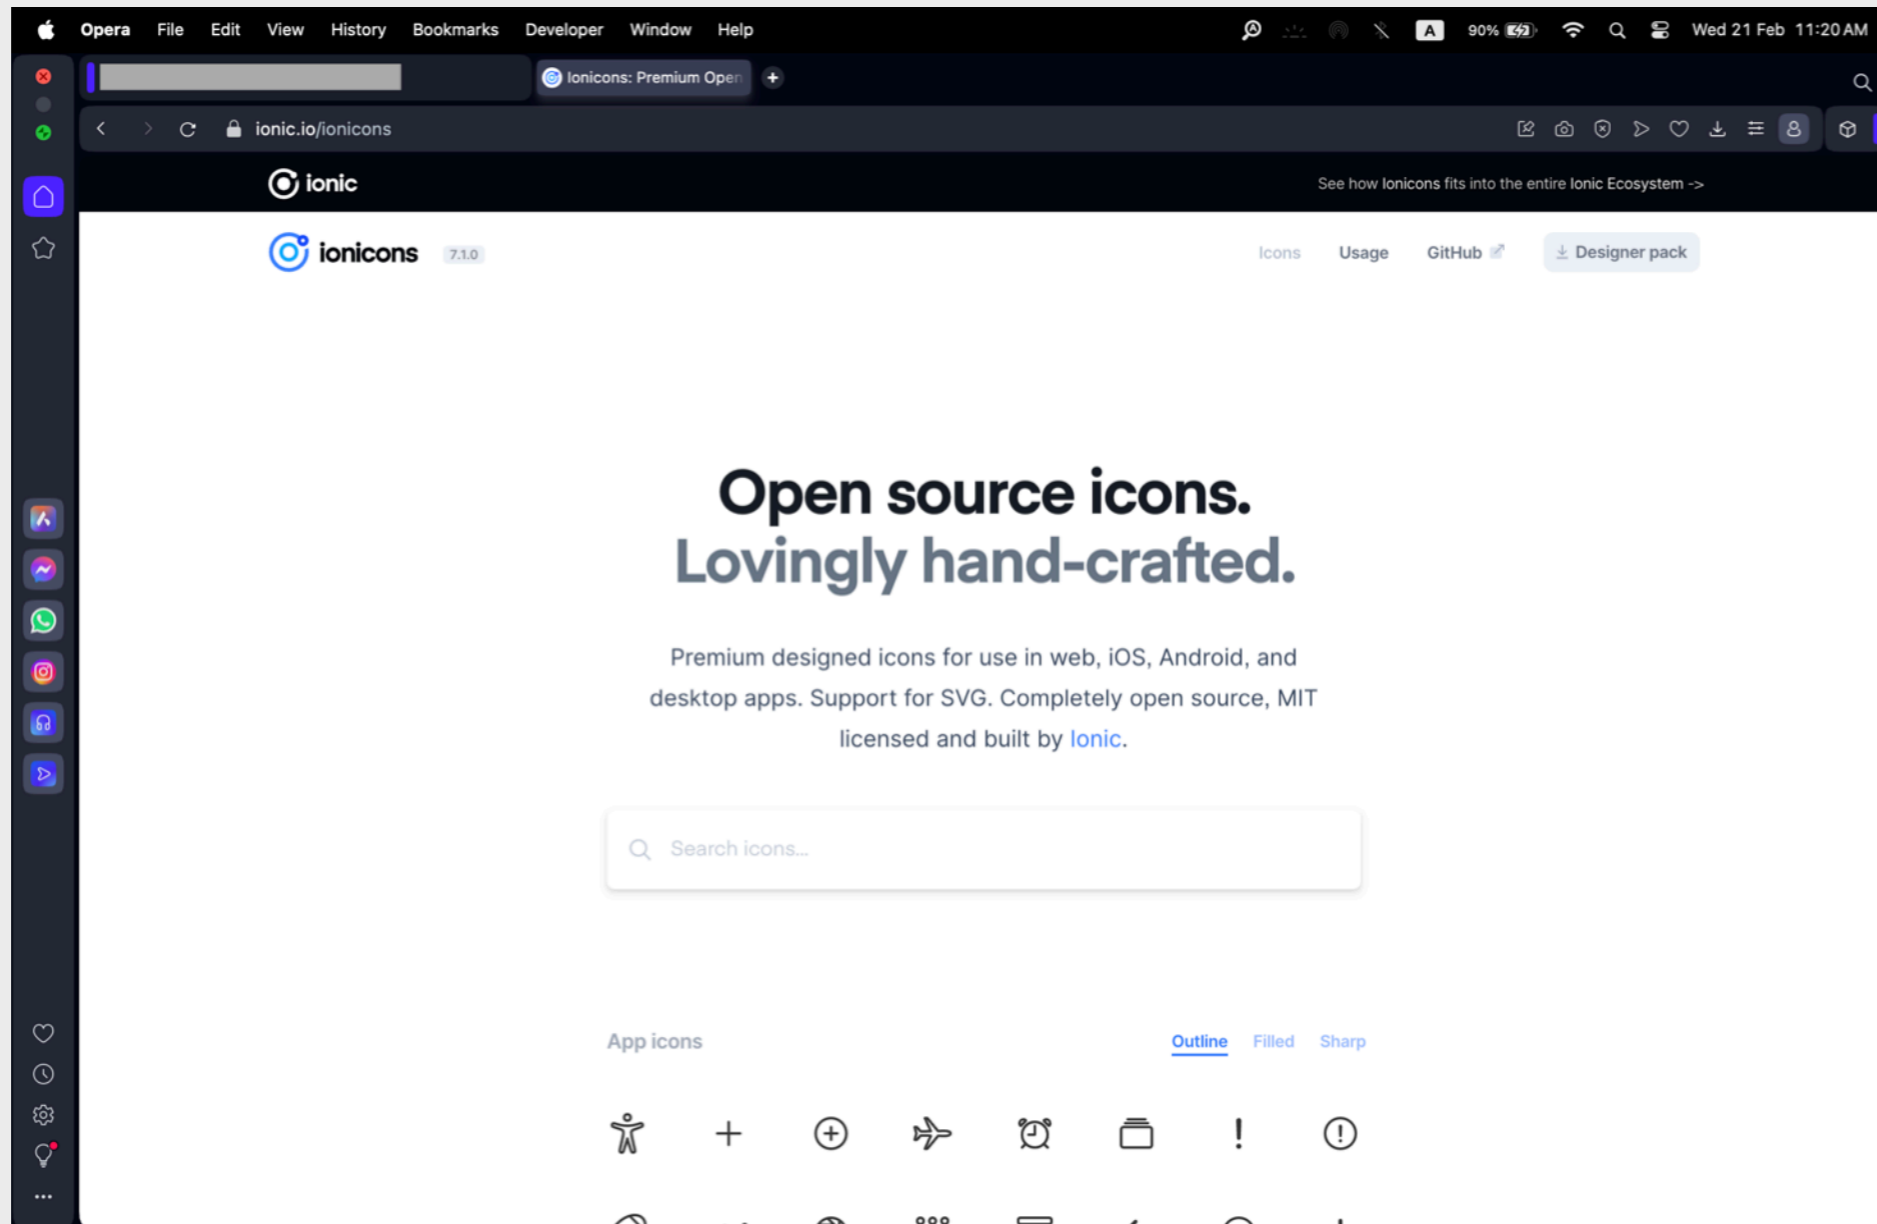 Opera File Edit View History Bookmarks Developer Window Help A 90% Wed 21 Feb 11:20 AM
Ionicons: Premium Open
ionic.io/ionicons
ionic See how Ionicons fits into the entire Ionic Ecosystem ->
ionicons 7.1.0 Icons Usage GitHub Designer pack
Open source icons.
Lovingly hand-crafted.
Premium designed icons for use in web, iOS, Android, and
desktop apps. Support for SVG. Completely open source, MIT
licensed and built by Ionic.
Search icons...
App icons Outline Filled Sharp